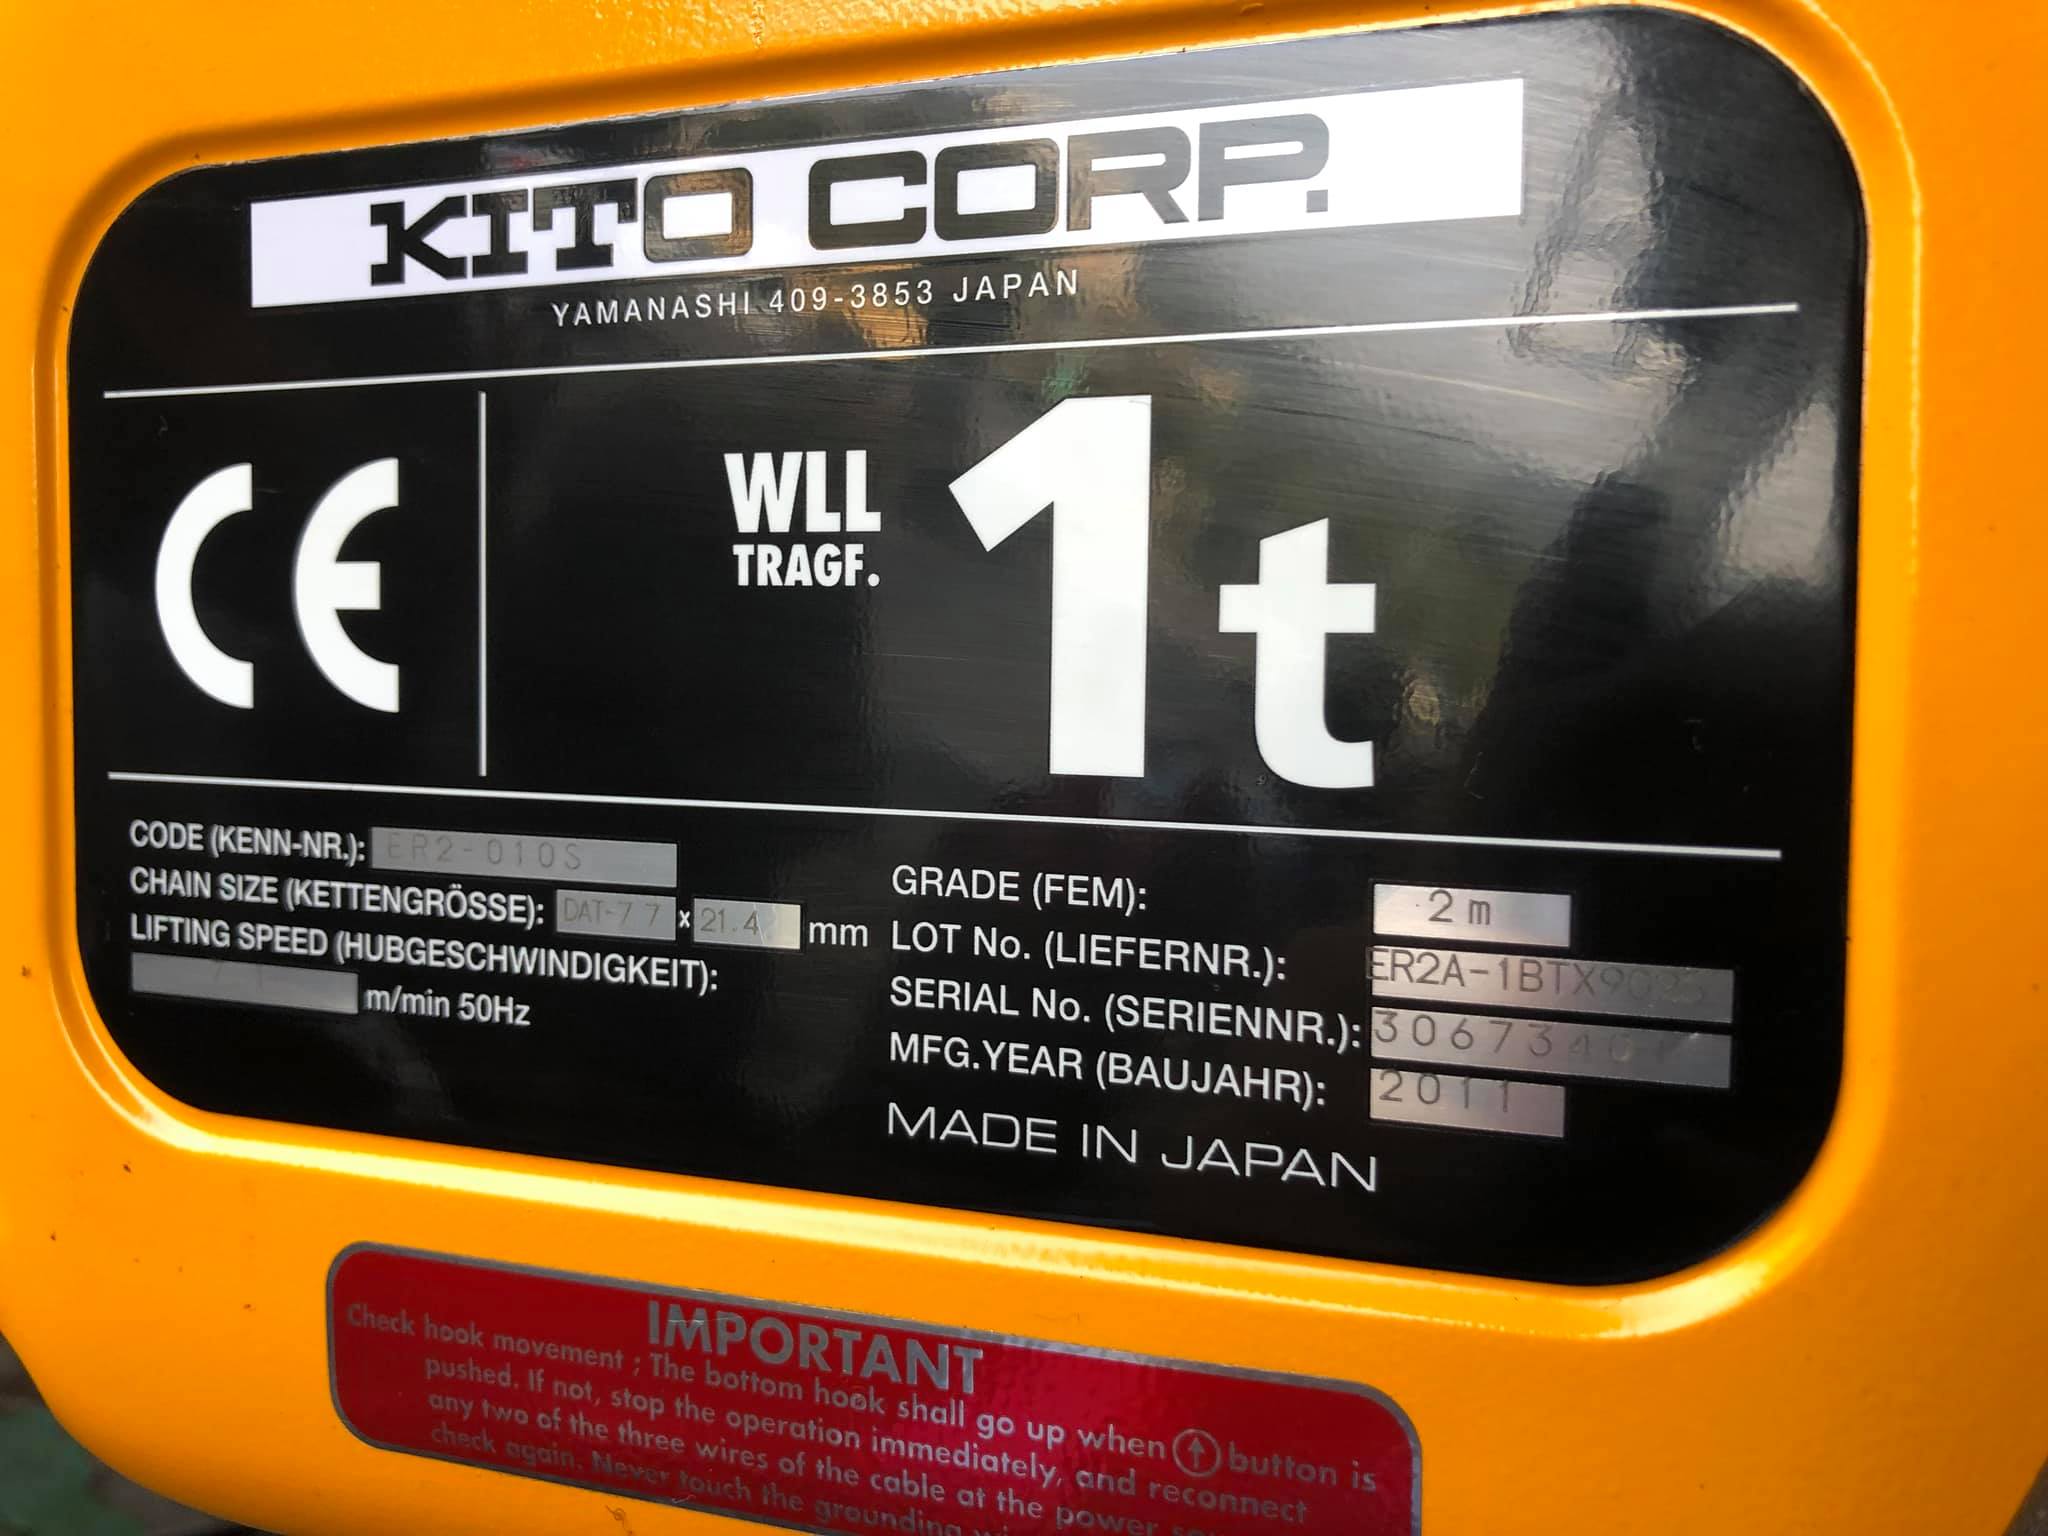 KITO CORP.
YAMANASHI 409-3853 JAPAN
CE
WLL
TRAGF.
1t
CODE (KENN-NR.): ER2-010S
CHAIN SIZE (KETTENGRÖSSE): DAT-7 7 x 21.4 mm
LIFTING SPEED (HUBGESCHWINDIGKEIT):
m/min 50Hz
GRADE (FEM): 2m
LOT No. (LIEFERNR.):
SERIAL No. (SERIENNR.):
MFG.YEAR (BAUJAHR): 2011
MADE IN JAPAN
IMPORTANT
Check hook movement ; The bottom hook shall go up when ↑ button is
pushed. If not, stop the operation immediately, and reconnect
any two of the three wires of the cable at the power
check again. Never touch the grounding